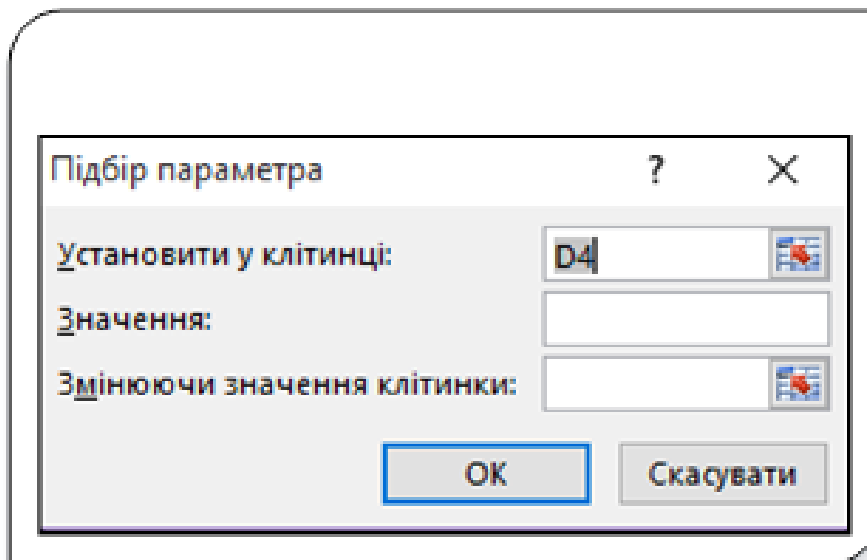 Підбір параметра ?
Установити у клітинці: D4
Значення:
Змінюючи значення клітинки:
ОК Скасувати